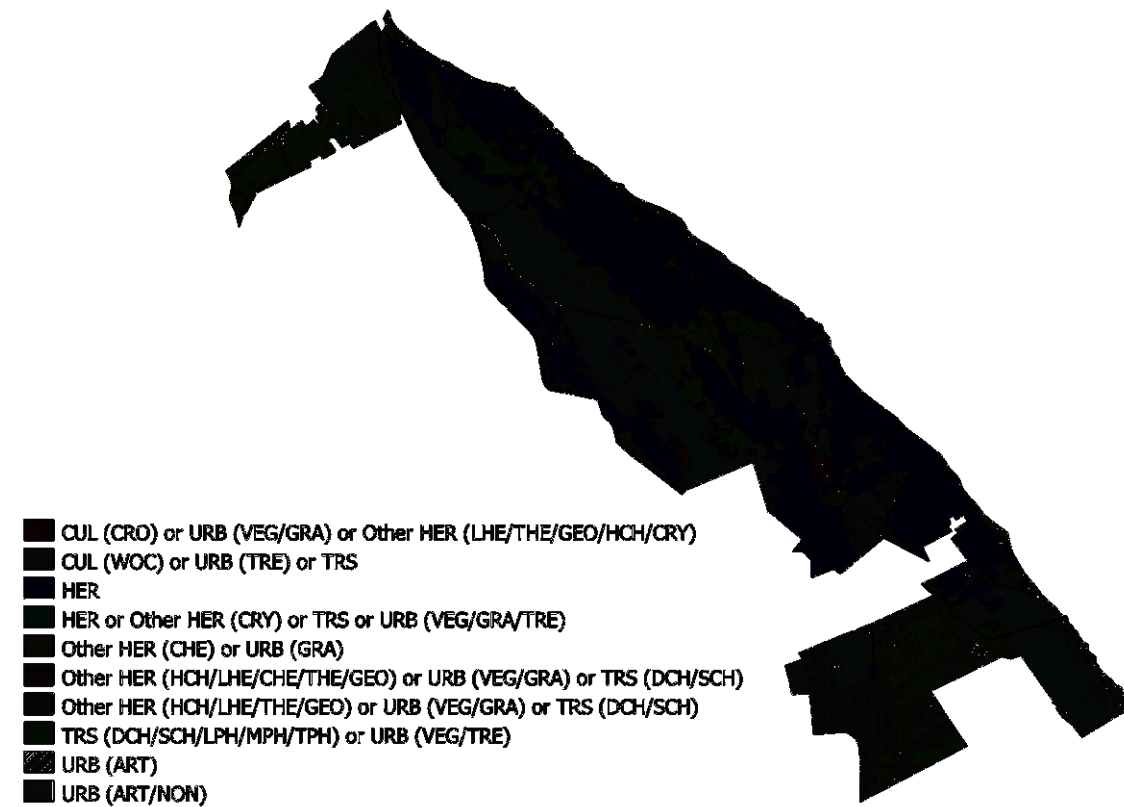 CUL (CRO) or URB (VEG/GRA) or Other HER (LHE/THE/GEO/HCH/CRY)
CUL (WOC) or URB (TRE) or TRS
HER
HER or Other HER (CRY) or TRS or URB (VEG/GRA/TRE)
Other HER (CHE) or URB (GRA)
Other HER (HCH/LHE/CHE/THE/GEO) or URB (VEG/GRA) or TRS (DCH/SCH)
Other HER (HCH/LHE/THE/GEO) or URB (VEG/GRA) or TRS (DCH/SCH)
TRS (DCH/SCH/LPH/MPH/TPH) or URB (VEG/TRE)
URB (ART)
URB (ART/NON)